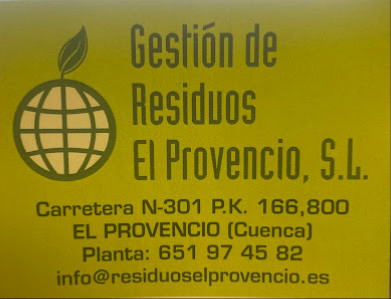 Gestión de
Residuos
El Provencio, S.L.
Carretera N-301 P.K. 166,800
EL PROVENCIO (Cuenca)
Planta: 651 97 45 82
info@residuoselprovencio.es